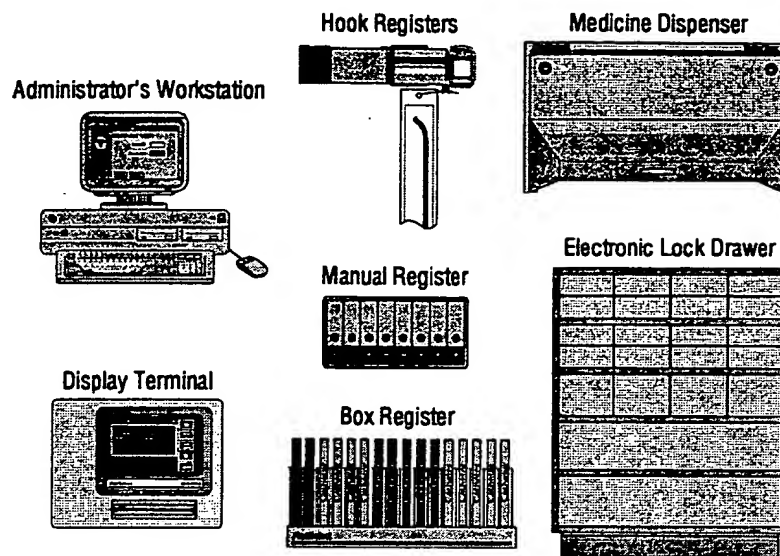 Hook Registers
Medicine Dispenser
Administrator's Workstation
Electronic Lock Drawer
Manual Register
Display Terminal
Box Register